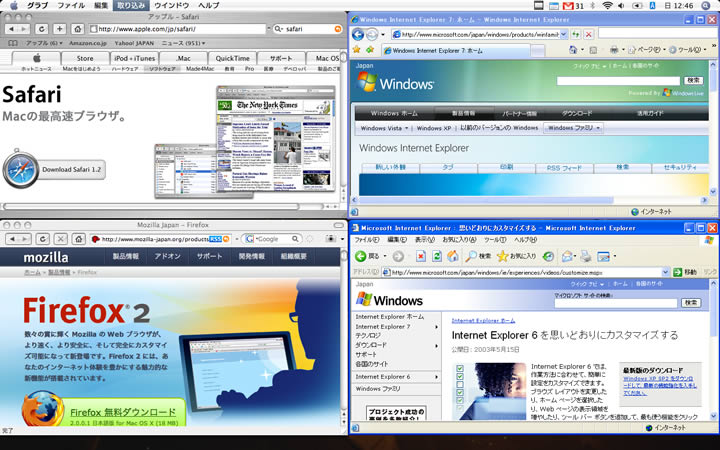 グラブ ファイル 編集 取り込み ウインドウ ヘルプ
31
A
日 12:46
アップル – Safari
http://www.apple.com/jp/safari/
safari
アップル (6)▼ Amazon.co.jp Yahoo! JAPAN ニュース (951)▼
Store
iPod + iTunes
.Mac
QuickTime
サポート
Mac OS
ホットニュース
Macをはじめよう
ハードウェア
ソフトウェア
Made4Mac
教育
Pro
医療
デベロッパ
Safari
Macの最高速ブラウザ。
The New York Times
Download Safari 1.2
Windows Internet Explorer 7: ホーム - Windows Internet Explorer
http://www.microsoft.com/japan/windows/products/winfamil
Windows Internet Explorer 7: ホーム
ページ(P)
ツール(O)
Japan
クイック ナビ | ホーム | 各国のサイト
Windows
検索
Powered by Windows Live
Windows ホーム
製品情報
パートナー情報
ダウンロード
活用ガイド
Windows Vista
Windows XP
以前のバージョンの Windows
Windows ファミリ
Windows Internet Explorer
新しい外観
タブ
印刷
RSS フィード
検索
セキュリティ
インターネット
Mozilla Japan – Firefox
http://www.mozilla-japan.org/products
RSS
Google
mozilla
製品情報
アドオン
サポート
開発情報
組織概要
ホーム > 製品情報 > Firefox
Firefox 2
数々の賞に輝く Mozilla の Web ブラウザが、
より速く、より安全に、そして完全にカスタマイ
ズ可能になって新登場です。Firefox 2 には、あ
なたのインターネット体験を豊かにする魅力的な
新機能が搭載されています。
Firefox 無料ダウンロード
2.0.0.1 日本語版 for Mac OS X (18 MB)
完了
Microsoft Internet Explorer - 思いどおりにカスタマイズする - Microsoft Internet Explorer
ファイル(F) 編集(E) 表示(V) お気に入り(A) ツール(T) ヘルプ(H)
戻る
検索
お気に入り
アドレス(D)
http://www.microsoft.com/japan/windows/ie/experiences/videos/customize.mspx
移動
リンク
Japan
クイック ナビ | ホーム | 各国のサイト
Windows
マイクロソフト サイトの検索:
検索
Internet Explorer ホーム
Internet Explorer 7
テクノロジ
ダウンロード
サポート
各国のサイト
Internet Explorer 6
Windows ファミリ
プロジェクト成功の
Internet Explorer ホーム
Internet Explorer 6 を思いどおりにカスタマイズする
公開日 : 2003年5月15日
Internet Explorer 6 では、
作業方法に合わせて、簡単に
設定をカスタマイズできます。
ブラウズ レイアウトを変更した
り、ホーム ページを選択した
り、Web ページの表示領域を
増やしたり、ツール バー ボタンを追加して、最も使う機能をクリック
最新版のダウンロード
Windows XP SP2 をダウンロー
ドして、最新の機能強化を入手し
てください。
インターネット